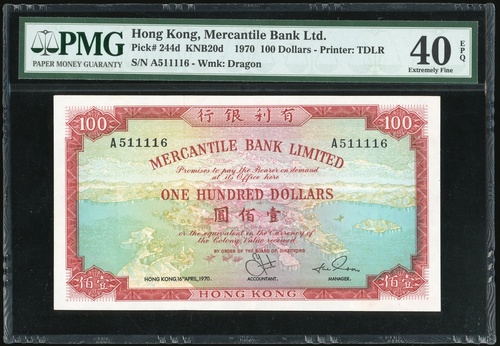 PMG
PAPER MONEY GUARANTY
Hong Kong, Mercantile Bank Ltd.
Pick# 244d KNB20d 1970 100 Dollars - Printer: TDLR
S/N A511116 - Wmk: Dragon
40 EPQ
Extremely Fine
行銀利有
100 100
A511116 A511116
MERCANTILE BANK LIMITED
Promises to pay the Bearer on demand
at its Office here
ONE HUNDRED DOLLARS
圓佰壹
or the equivalent in the Currency of
the Colony, Value received
BY ORDER OF THE BOARD OF DIRECTORS
HONG KONG, 16TH APRIL, 1970.
ACCOUNTANT.
MANAGER.
佰壹 佰壹
HONG KONG